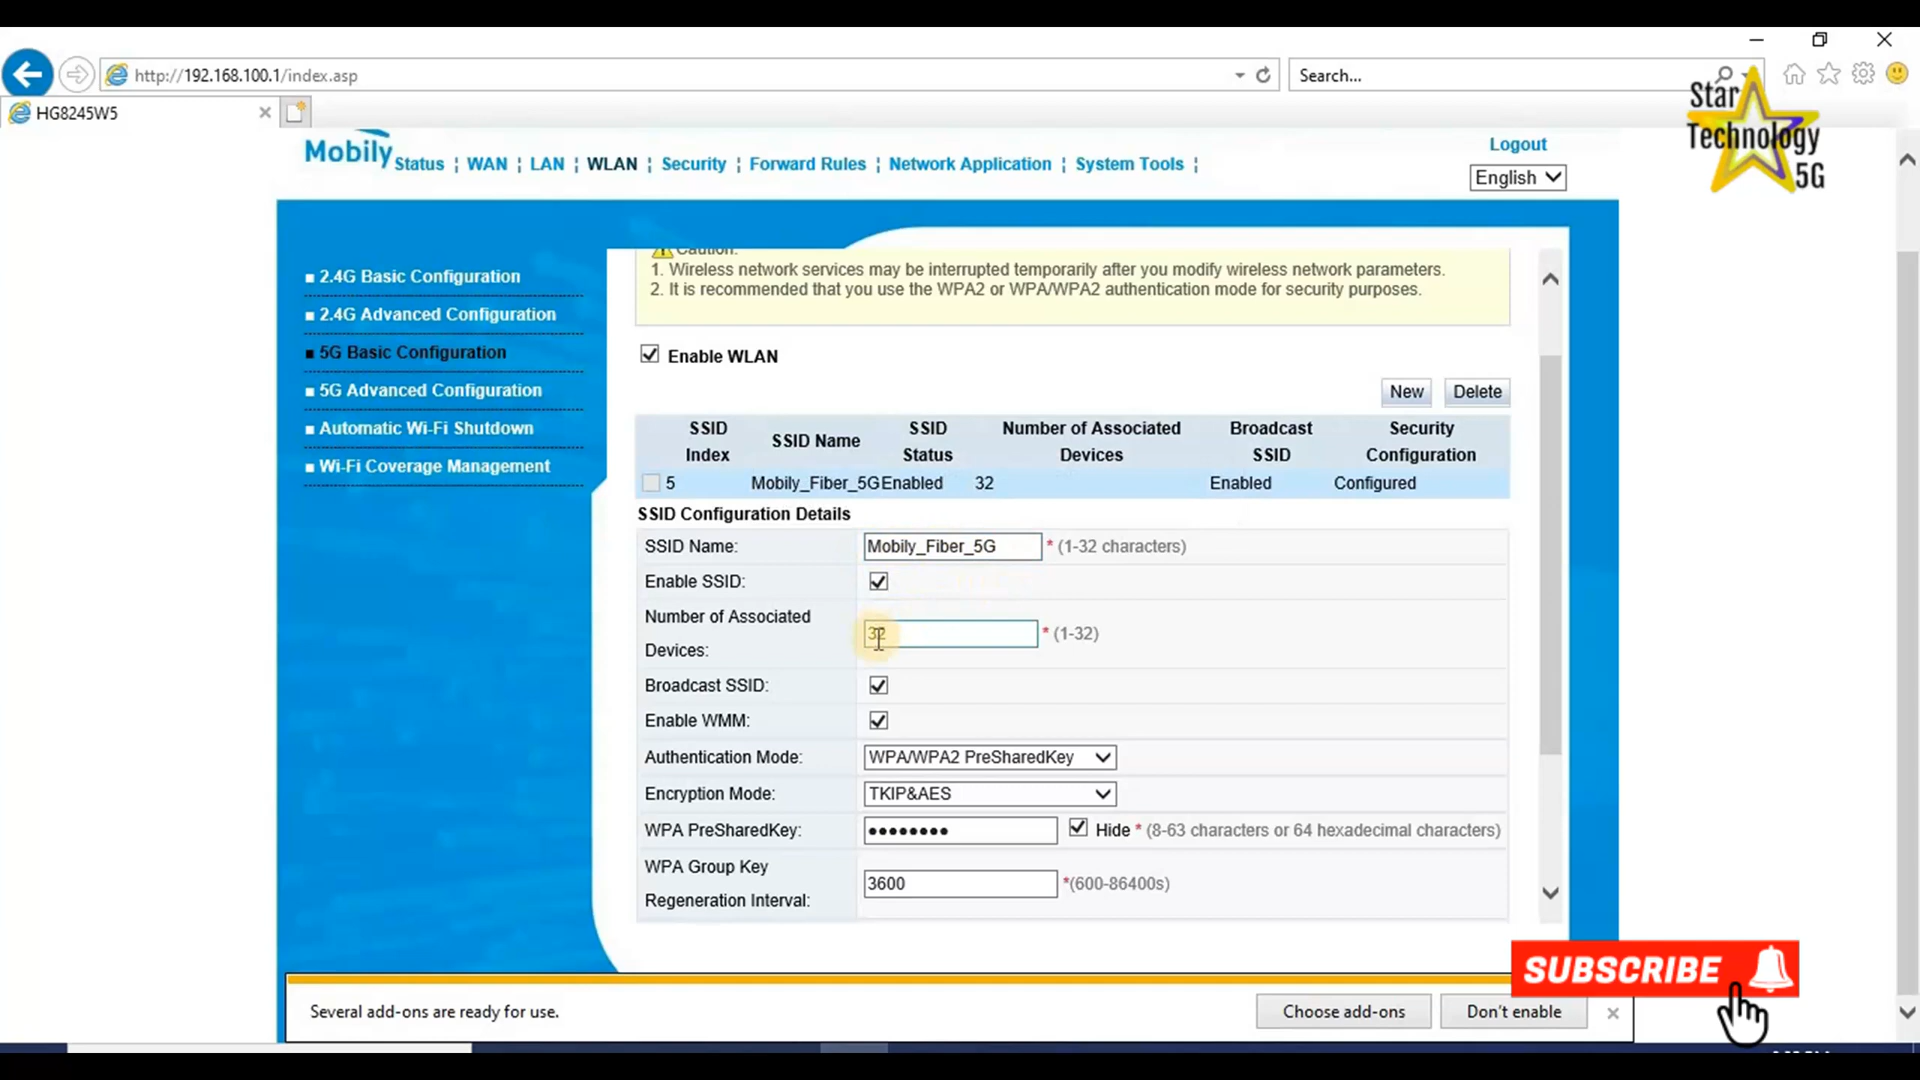 http://192.168.100.1/index.asp
Search...
HG8245W5
Star
Technology
5G
Mobily
Status ¦ WAN ¦ LAN ¦ WLAN ¦ Security ¦ Forward Rules ¦ Network Application ¦ System Tools ¦
Logout
English
2.4G Basic Configuration
2.4G Advanced Configuration
5G Basic Configuration
5G Advanced Configuration
Automatic Wi-Fi Shutdown
Wi-Fi Coverage Management
Caution:
1. Wireless network services may be interrupted temporarily after you modify wireless network parameters.
2. It is recommended that you use the WPA2 or WPA/WPA2 authentication mode for security purposes.
Enable WLAN
New Delete
SSID Index SSID Name SSID Status Number of Associated Devices Broadcast SSID Security Configuration
5 Mobily_Fiber_5G Enabled 32 Enabled Configured
SSID Configuration Details
SSID Name: Mobily_Fiber_5G * (1-32 characters)
Enable SSID:
Number of Associated
Devices: 32 * (1-32)
Broadcast SSID:
Enable WMM:
Authentication Mode: WPA/WPA2 PreSharedKey
Encryption Mode: TKIP&AES
WPA PreSharedKey: •••••••• Hide * (8-63 characters or 64 hexadecimal characters)
WPA Group Key
Regeneration Interval: 3600 *(600-86400s)
SUBSCRIBE
Several add-ons are ready for use.
Choose add-ons Don't enable